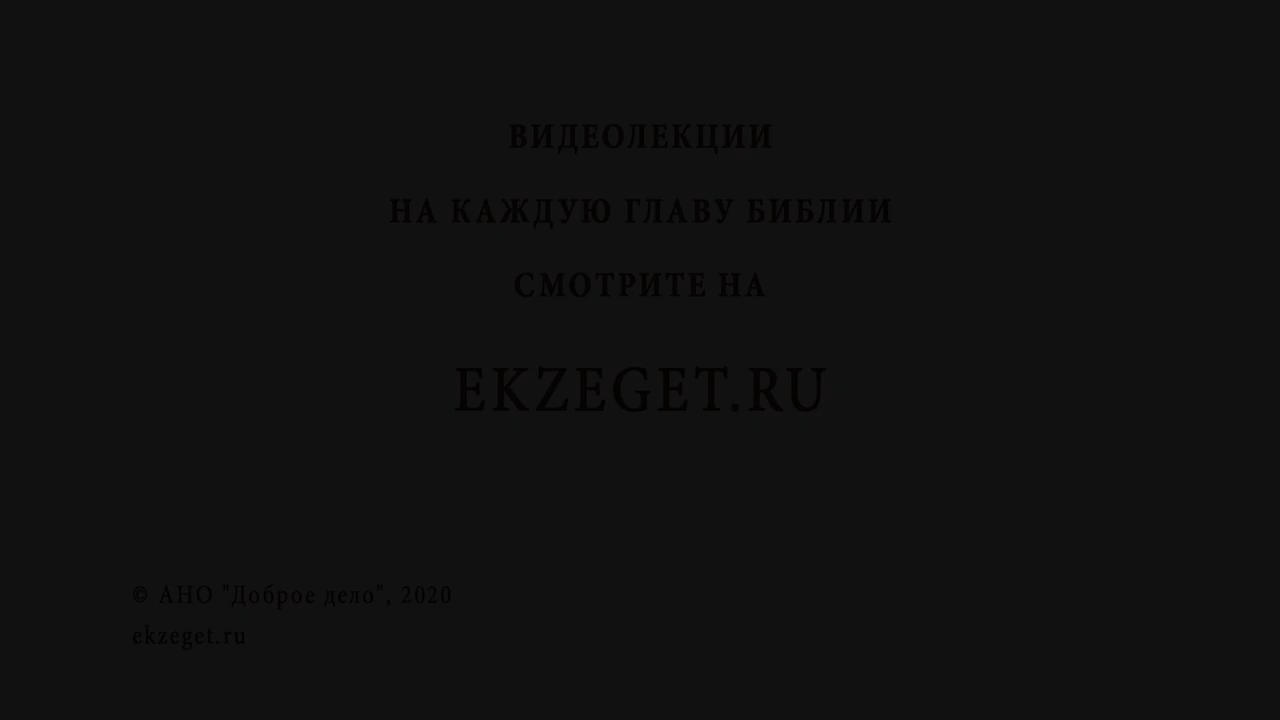 ВИДЕОЛЕКЦИИ
НА КАЖДУЮ ГЛАВУ БИБЛИИ
СМОТРИТЕ НА
EKZEGET.RU
© АНО "Доброе дело", 2020
ekzeget.ru